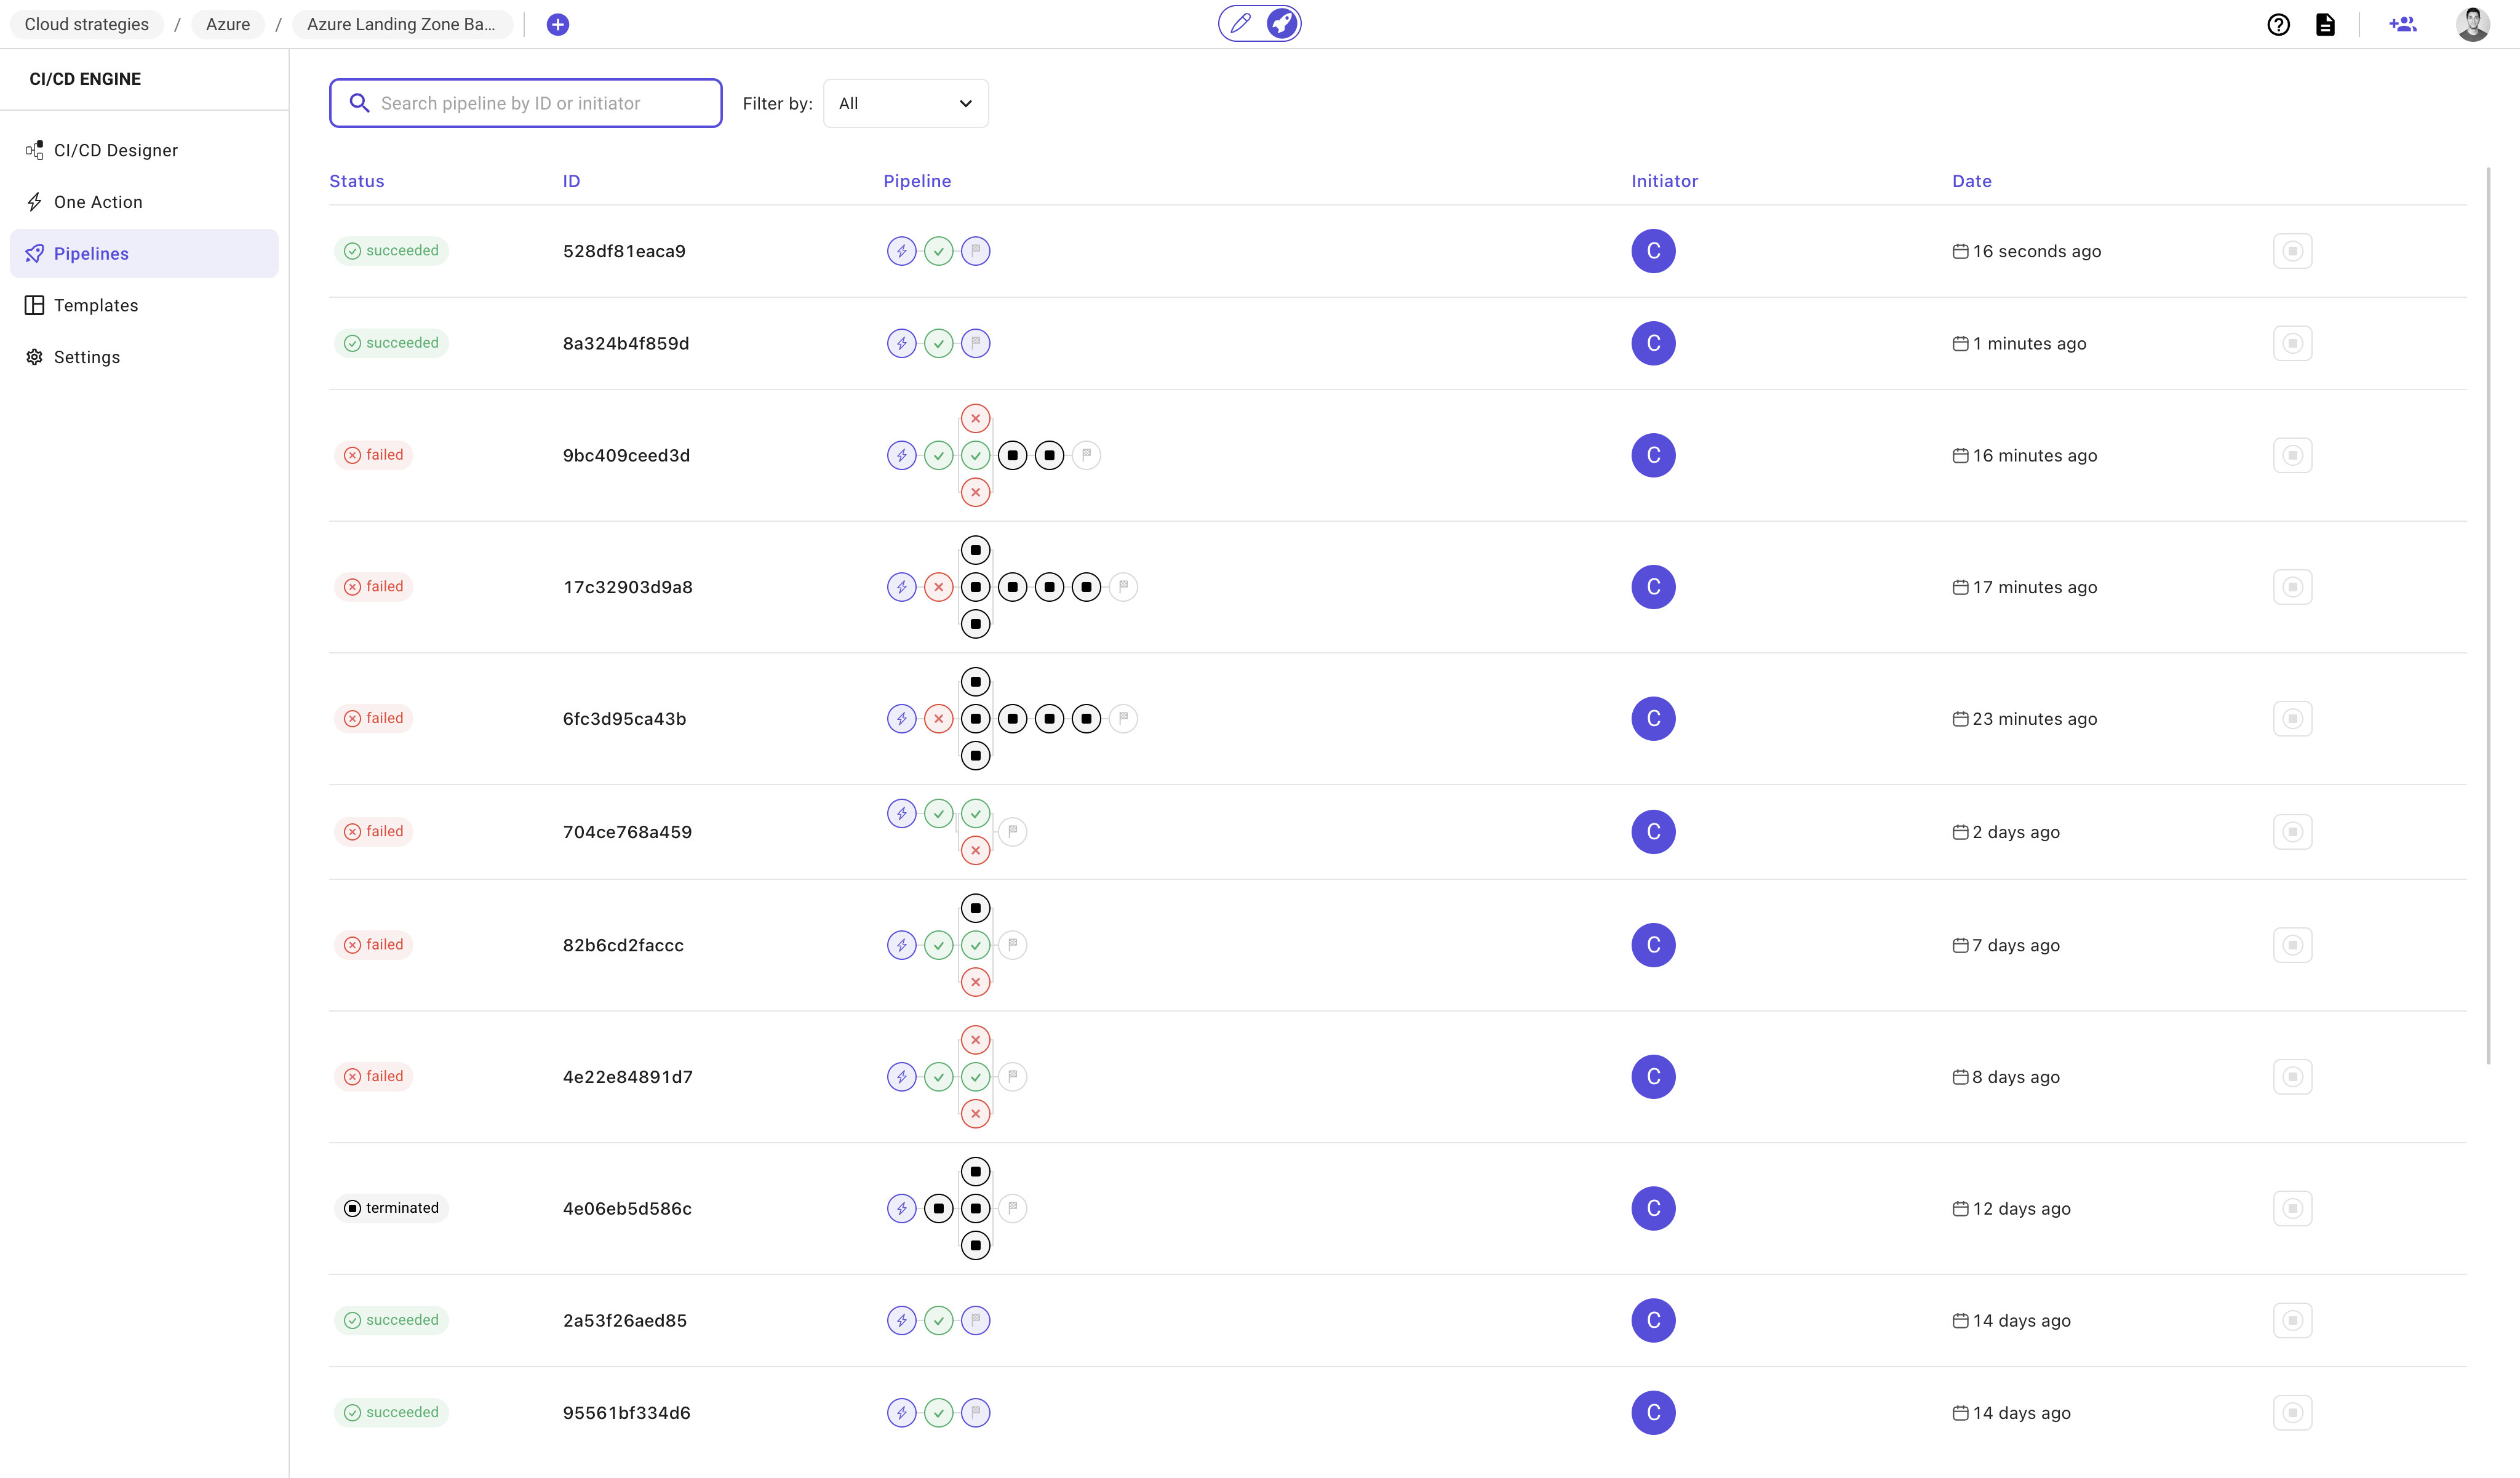 Cloud strategies / Azure / Azure Landing Zone Ba...
CI/CD ENGINE
CI/CD Designer
One Action
Pipelines
Templates
Settings
Search pipeline by ID or initiator Filter by: All
Status ID Pipeline Initiator Date
succeeded 528df81eaca9 C 16 seconds ago
succeeded 8a324b4f859d C 1 minutes ago
failed 9bc409ceed3d C 16 minutes ago
failed 17c32903d9a8 C 17 minutes ago
failed 6fc3d95ca43b C 23 minutes ago
failed 704ce768a459 C 2 days ago
failed 82b6cd2faccc C 7 days ago
failed 4e22e84891d7 C 8 days ago
terminated 4e06eb5d586c C 12 days ago
succeeded 2a53f26aed85 C 14 days ago
succeeded 95561bf334d6 C 14 days ago